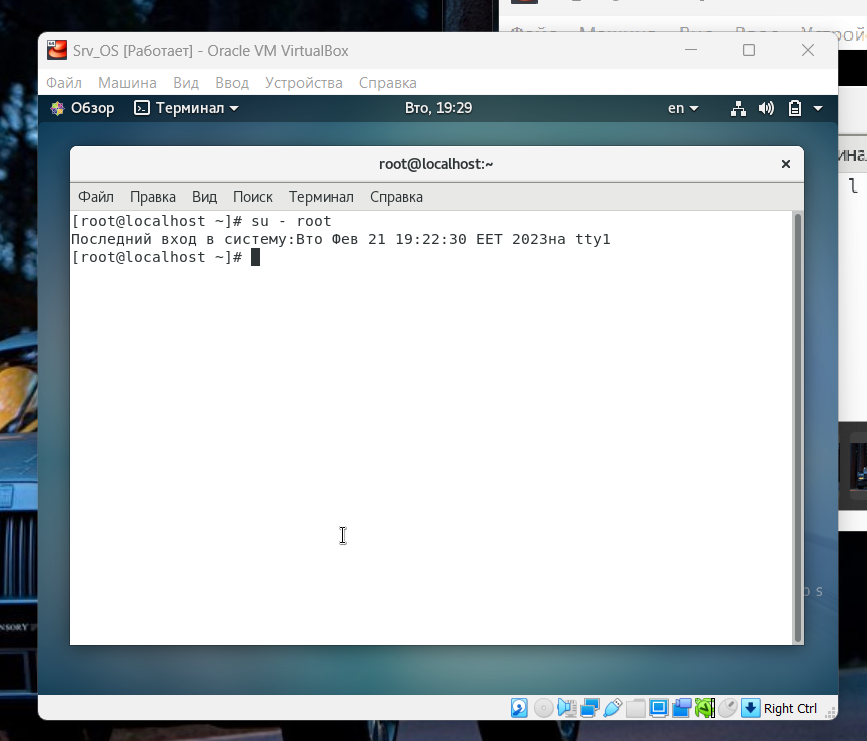 Srv_OS [Работает] - Oracle VM VirtualBox
Файл Машина Вид Ввод Устройства Справка
Обзор Терминал Вто, 19:29 en
root@localhost:~
Файл Правка Вид Поиск Терминал Справка
[root@localhost ~]# su - root
Последний вход в систему:Вто Фев 21 19:22:30 EET 2023на tty1
[root@localhost ~]#
Right Ctrl